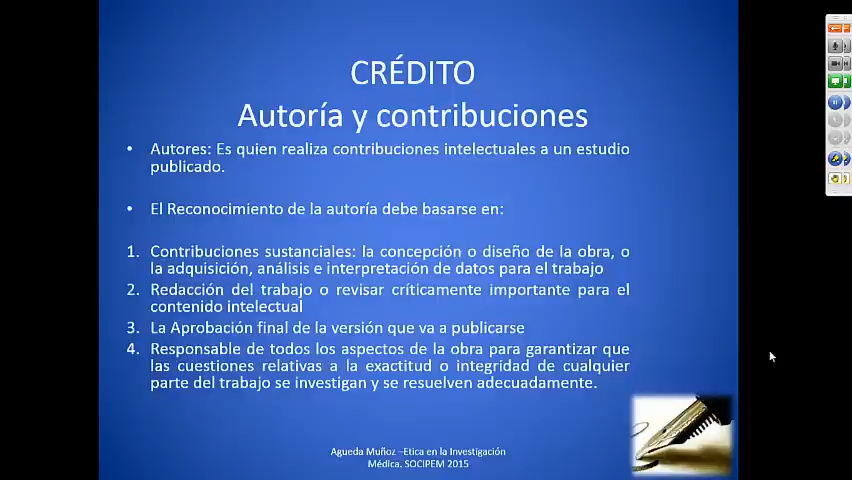 CRÉDITO
Autoría y contribuciones
• Autores: Es quien realiza contribuciones intelectuales a un estudio
publicado.
• El Reconocimiento de la autoría debe basarse en:
1. Contribuciones sustanciales: la concepción o diseño de la obra, o
la adquisición, análisis e interpretación de datos para el trabajo
2. Redacción del trabajo o revisar críticamente importante para el
contenido intelectual
3. La Aprobación final de la versión que va a publicarse
4. Responsable de todos los aspectos de la obra para garantizar que
las cuestiones relativas a la exactitud o integridad de cualquier
parte del trabajo se investigan y se resuelven adecuadamente.
Agueda Muñoz –Etica en la Investigación
Médica. SOCIPEM 2015